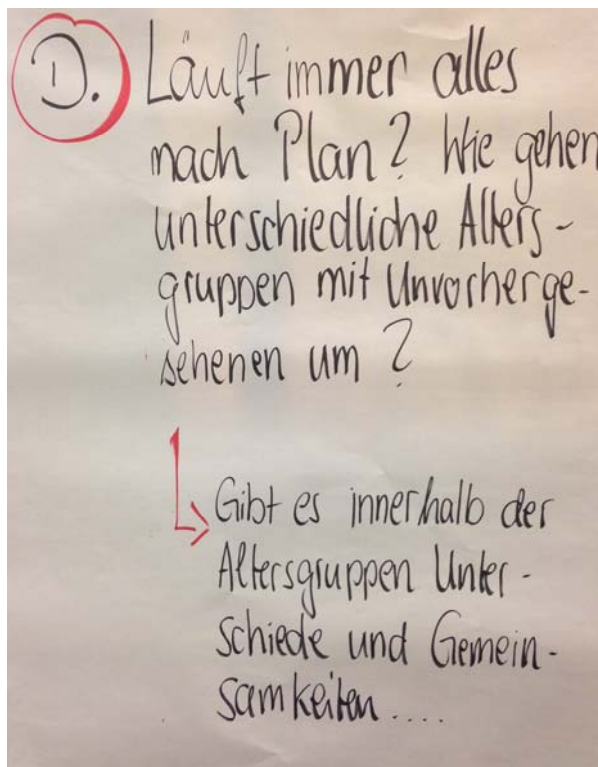 D. Läuft immer alles
nach Plan? Wie gehen
unterschiedliche Alters-
gruppen mit Unvorherge-
sehenen um?
Gibt es innerhalb der
Altersgruppen Unter-
schiede und Gemein-
samkeiten....